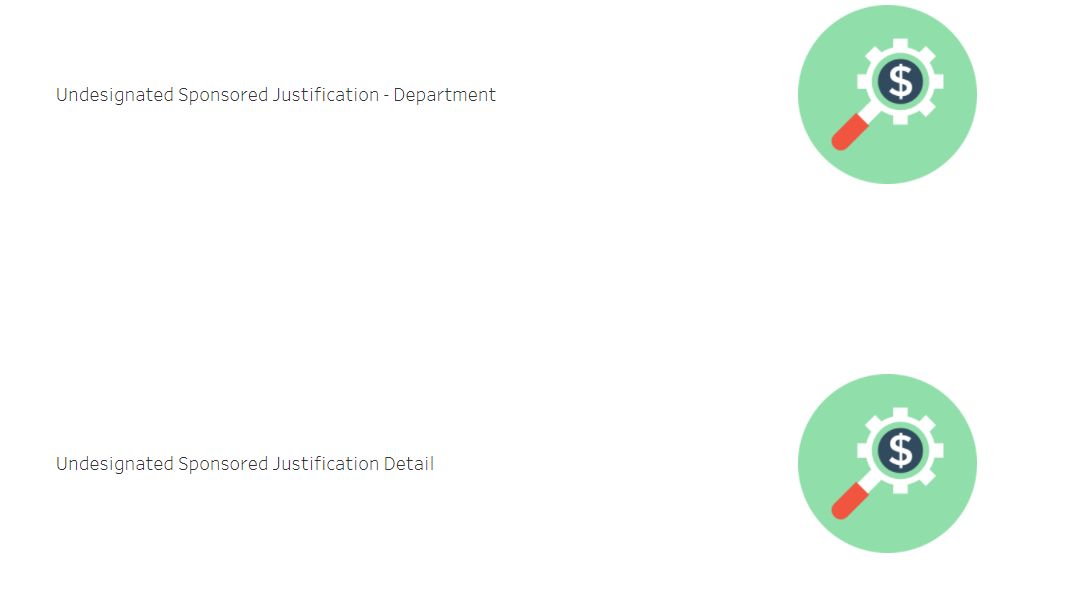 Undesignated Sponsored Justification - Department
$
Undesignated Sponsored Justification Detail
$